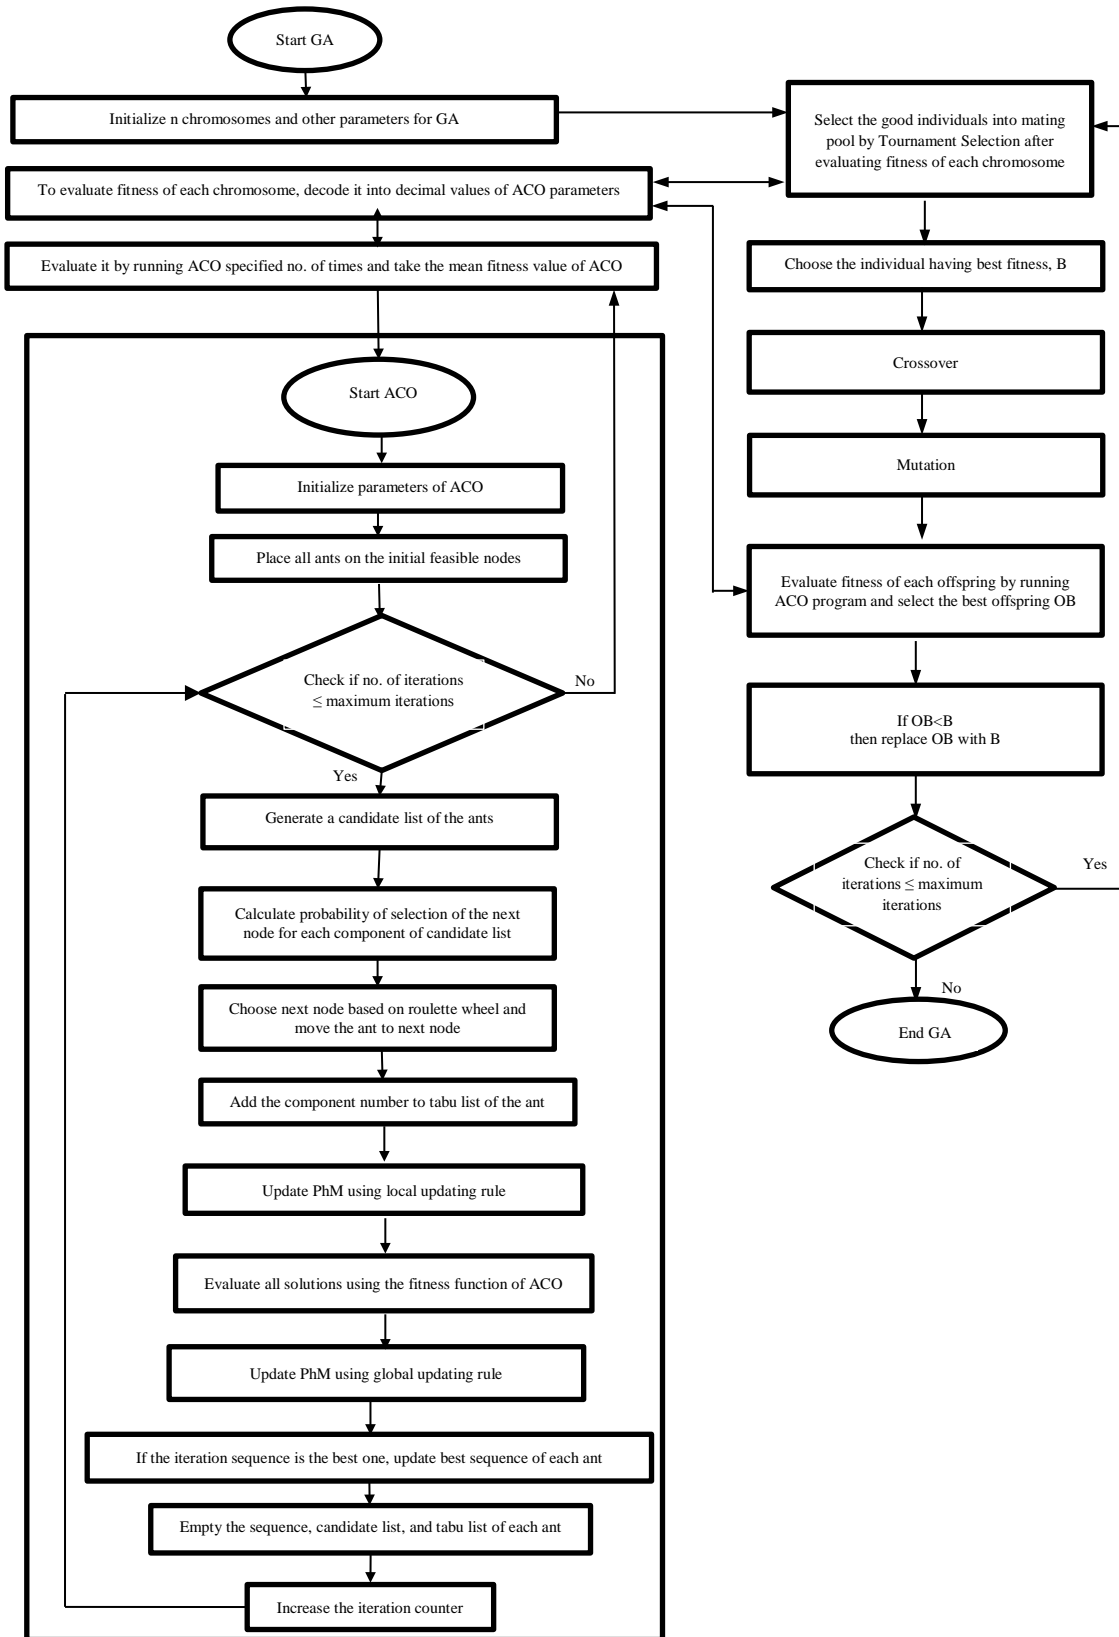 Start GA
Initialize n chromosomes and other parameters for GA
To evaluate fitness of each chromosome, decode it into decimal values of ACO parameters
Evaluate it by running ACO specified no. of times and take the mean fitness value of ACO
Start ACO
Initialize parameters of ACO
Place all ants on the initial feasible nodes
Check if no. of iterations
≤ maximum iterations
No
Yes
Generate a candidate list of the ants
Calculate probability of selection of the next
node for each component of candidate list
Choose next node based on roulette wheel and
move the ant to next node
Add the component number to tabu list of the ant
Update PhM using local updating rule
Evaluate all solutions using the fitness function of ACO
Update PhM using global updating rule
If the iteration sequence is the best one, update best sequence of each ant
Empty the sequence, candidate list, and tabu list of each ant
Increase the iteration counter
Select the good individuals into mating
pool by Tournament Selection after
evaluating fitness of each chromosome
Choose the individual having best fitness, B
Crossover
Mutation
Evaluate fitness of each offspring by running
ACO program and select the best offspring OB
If OB<B
then replace OB with B
Check if no. of
iterations ≤ maximum
iterations
Yes
No
End GA